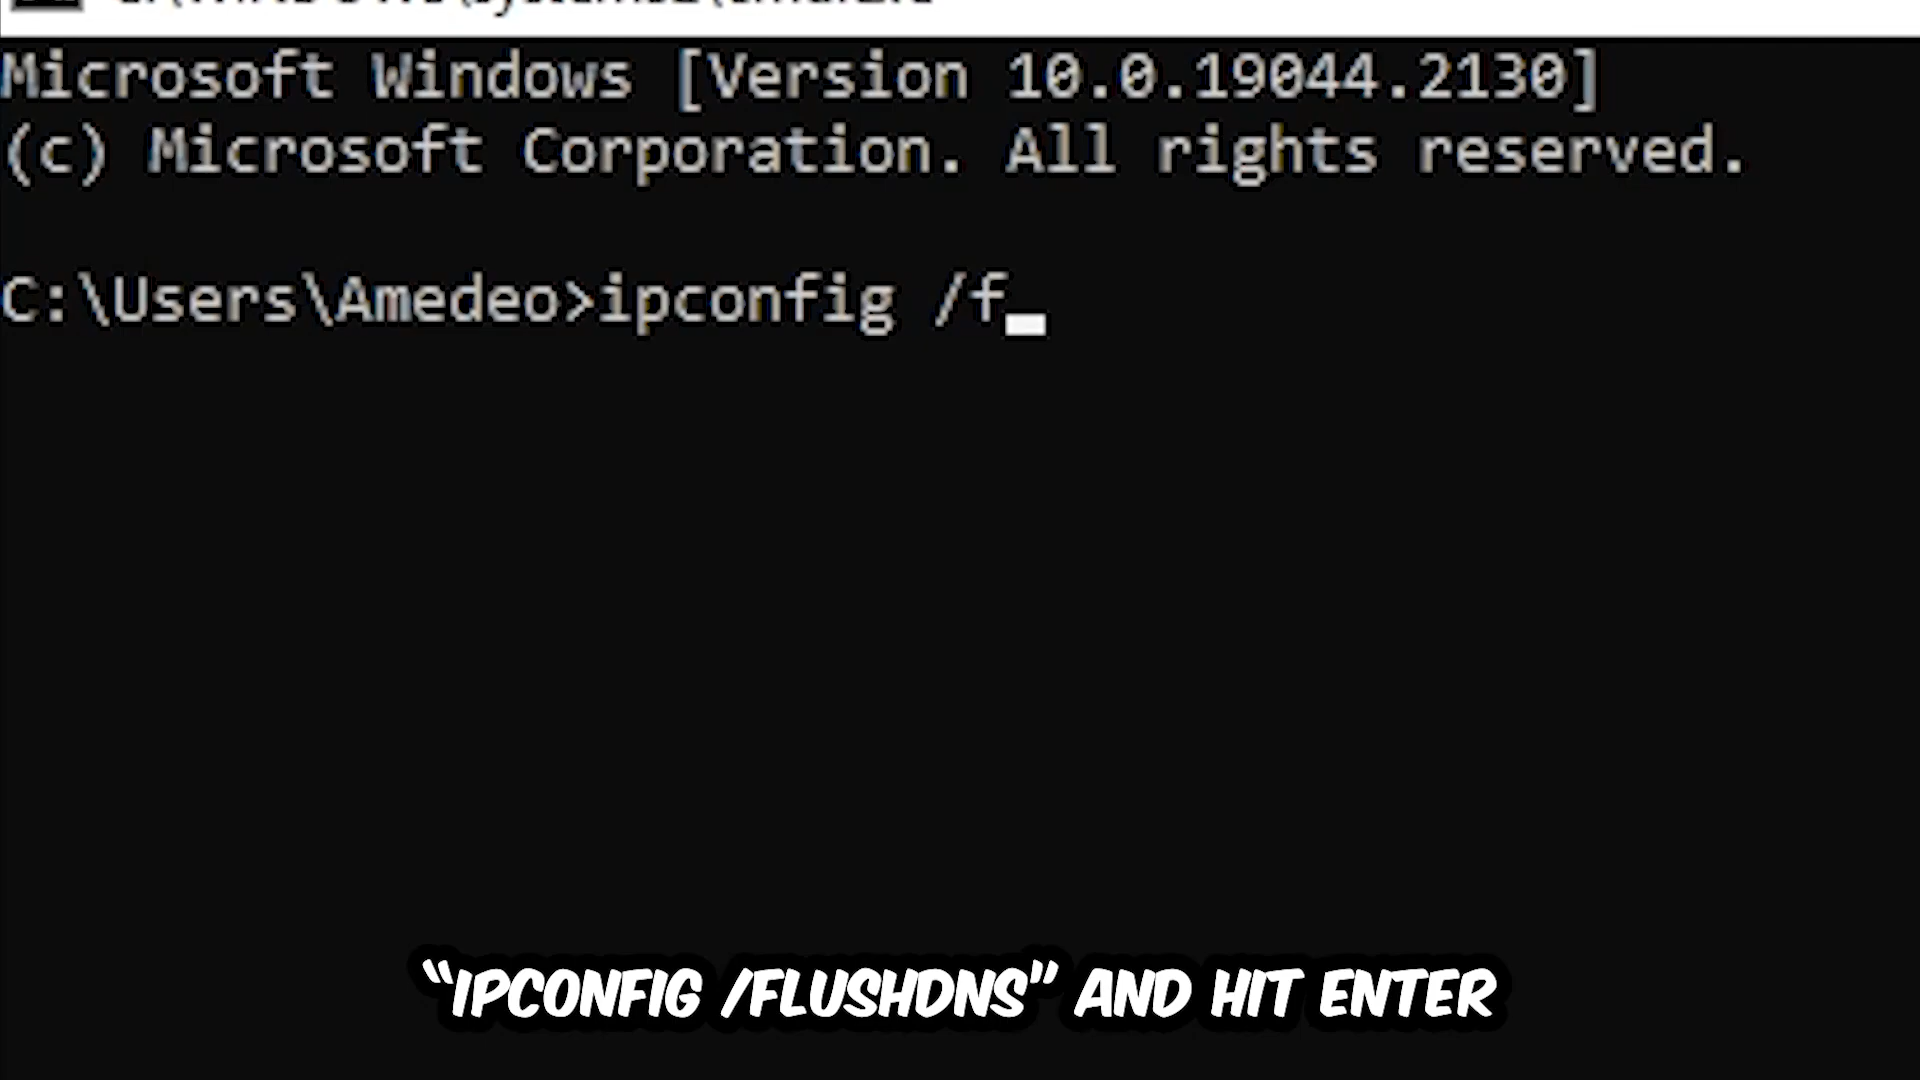 Microsoft Windows [Version 10.0.19044.2130]
(c) Microsoft Corporation. All rights reserved.
C:\Users\Amedeo>ipconfig /f
“IPCONFIG /FLUSHDNS” AND HIT ENTER